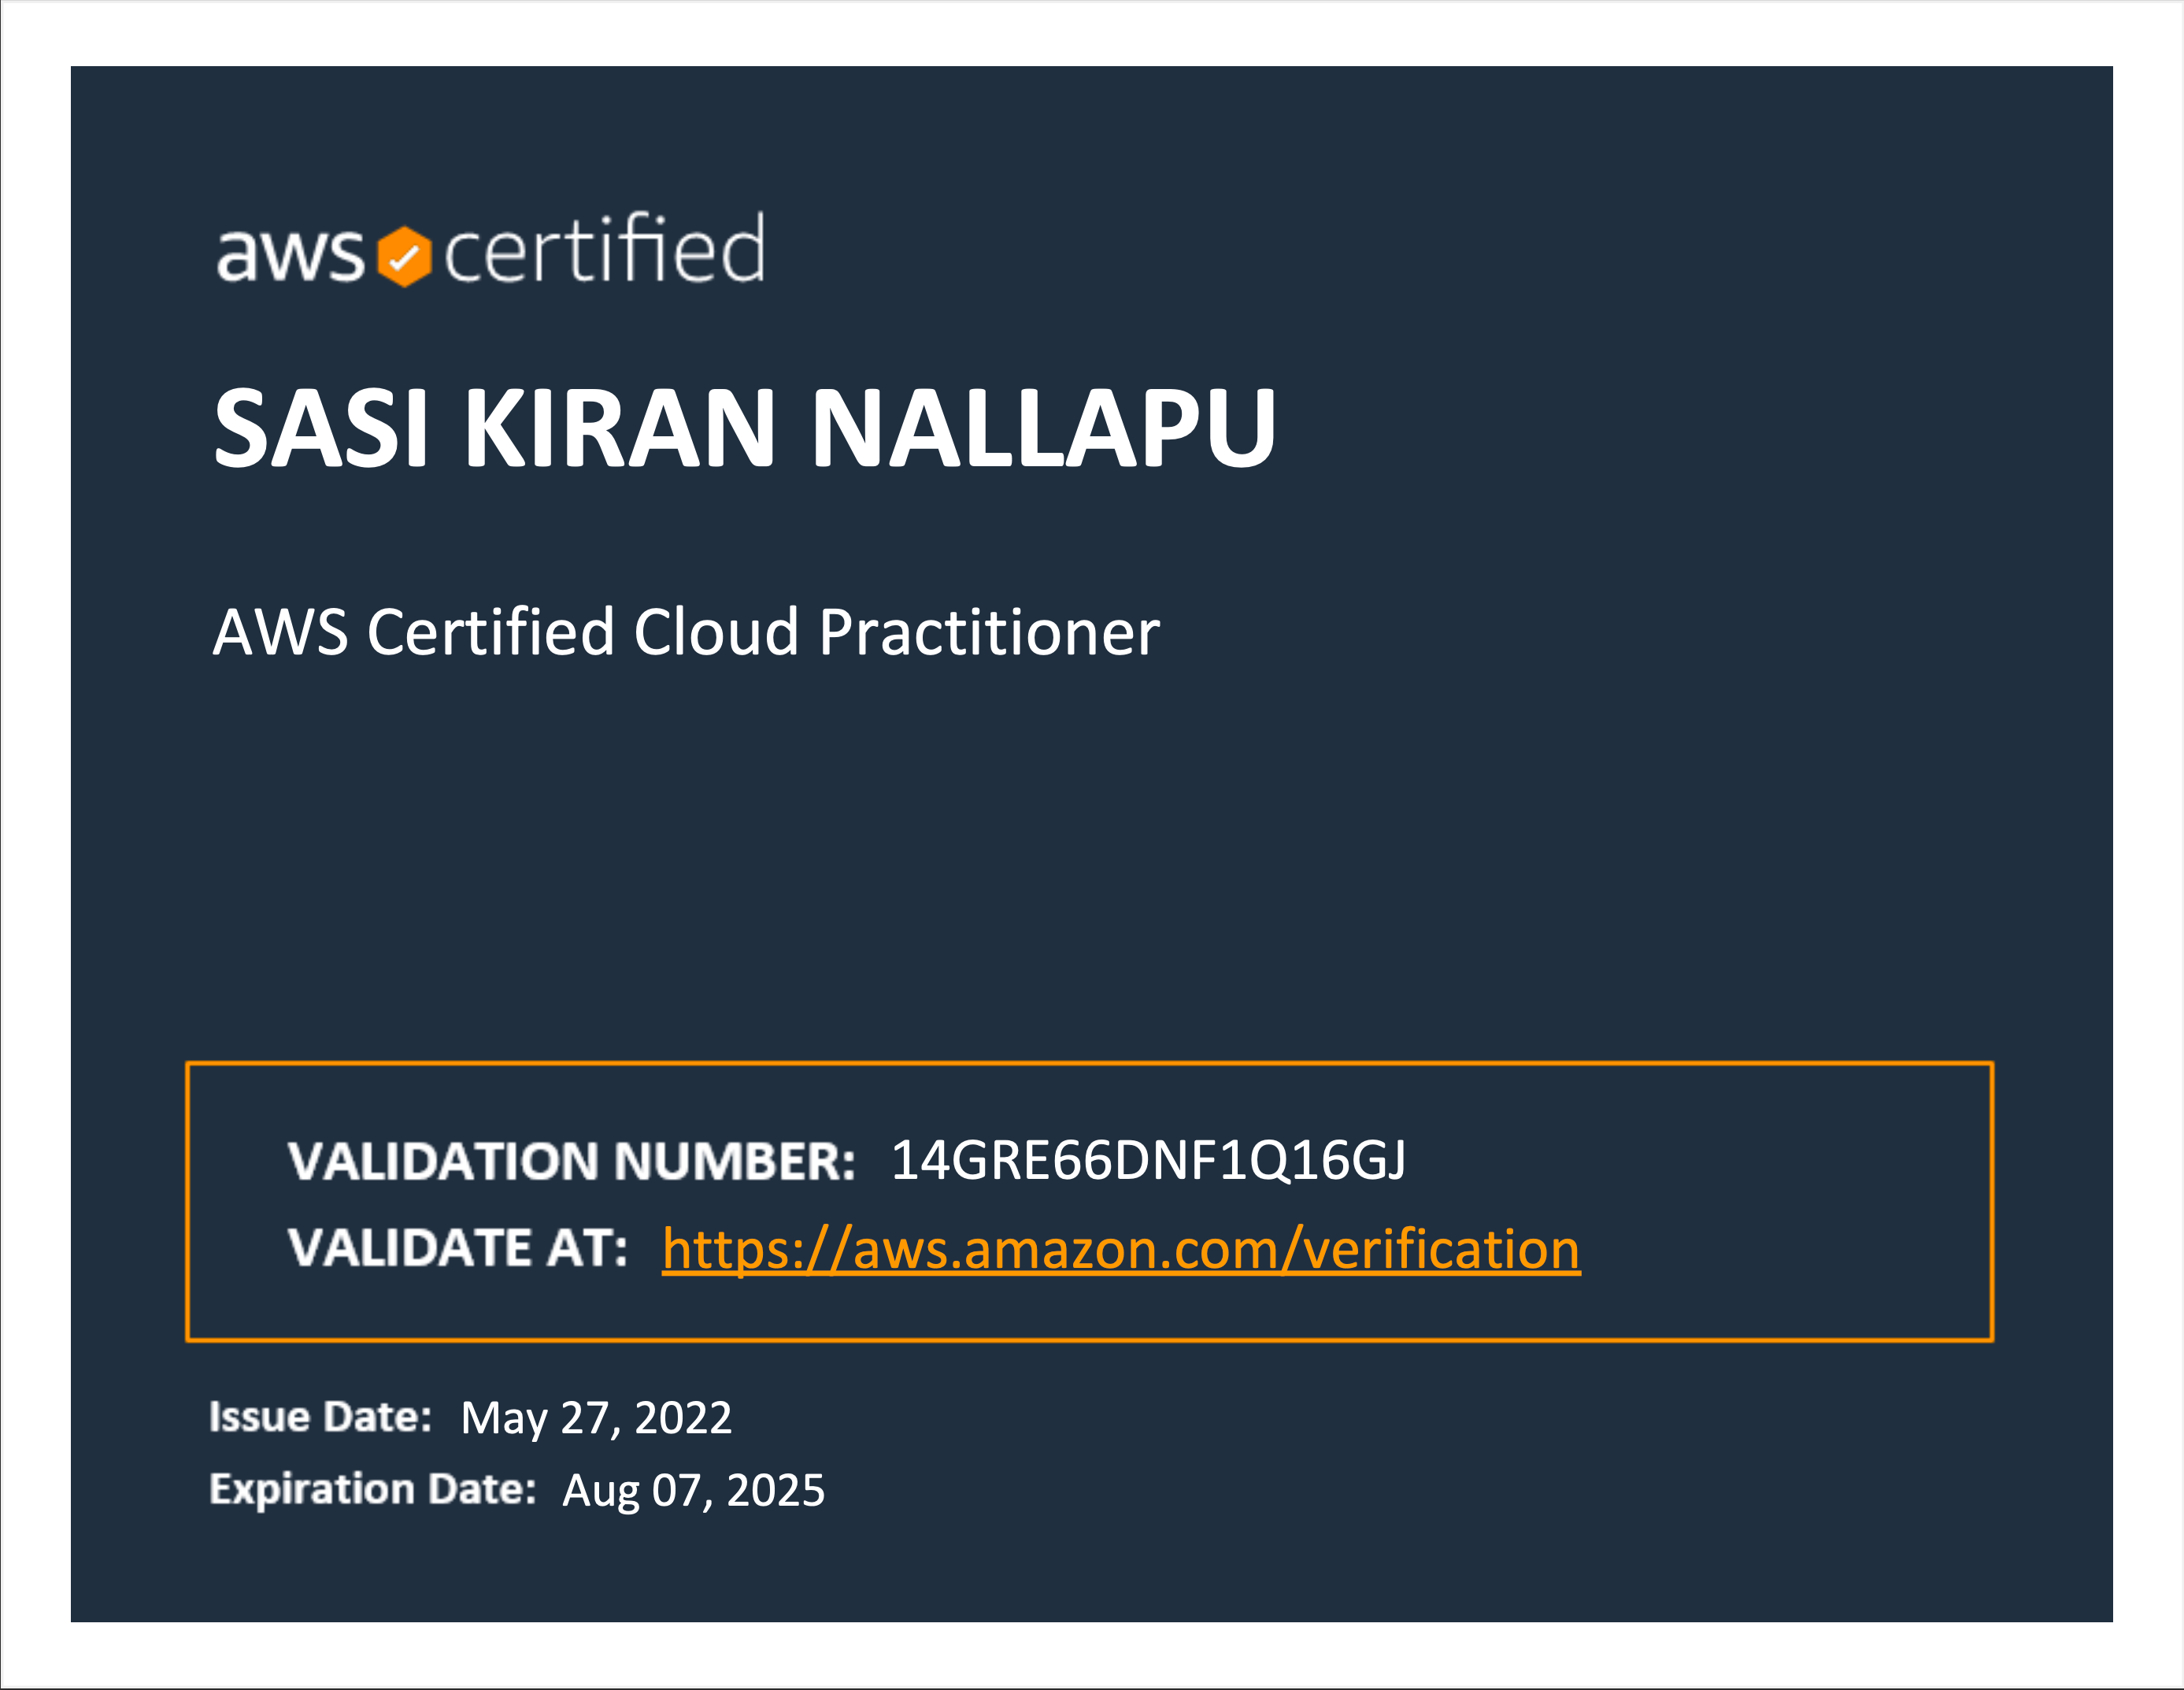 aws certified
SASI KIRAN NALLAPU
AWS Certified Cloud Practitioner
VALIDATION NUMBER: 14GRE66DNF1Q16GJ
VALIDATE AT: https://aws.amazon.com/verification
Issue Date: May 27, 2022
Expiration Date: Aug 07, 2025